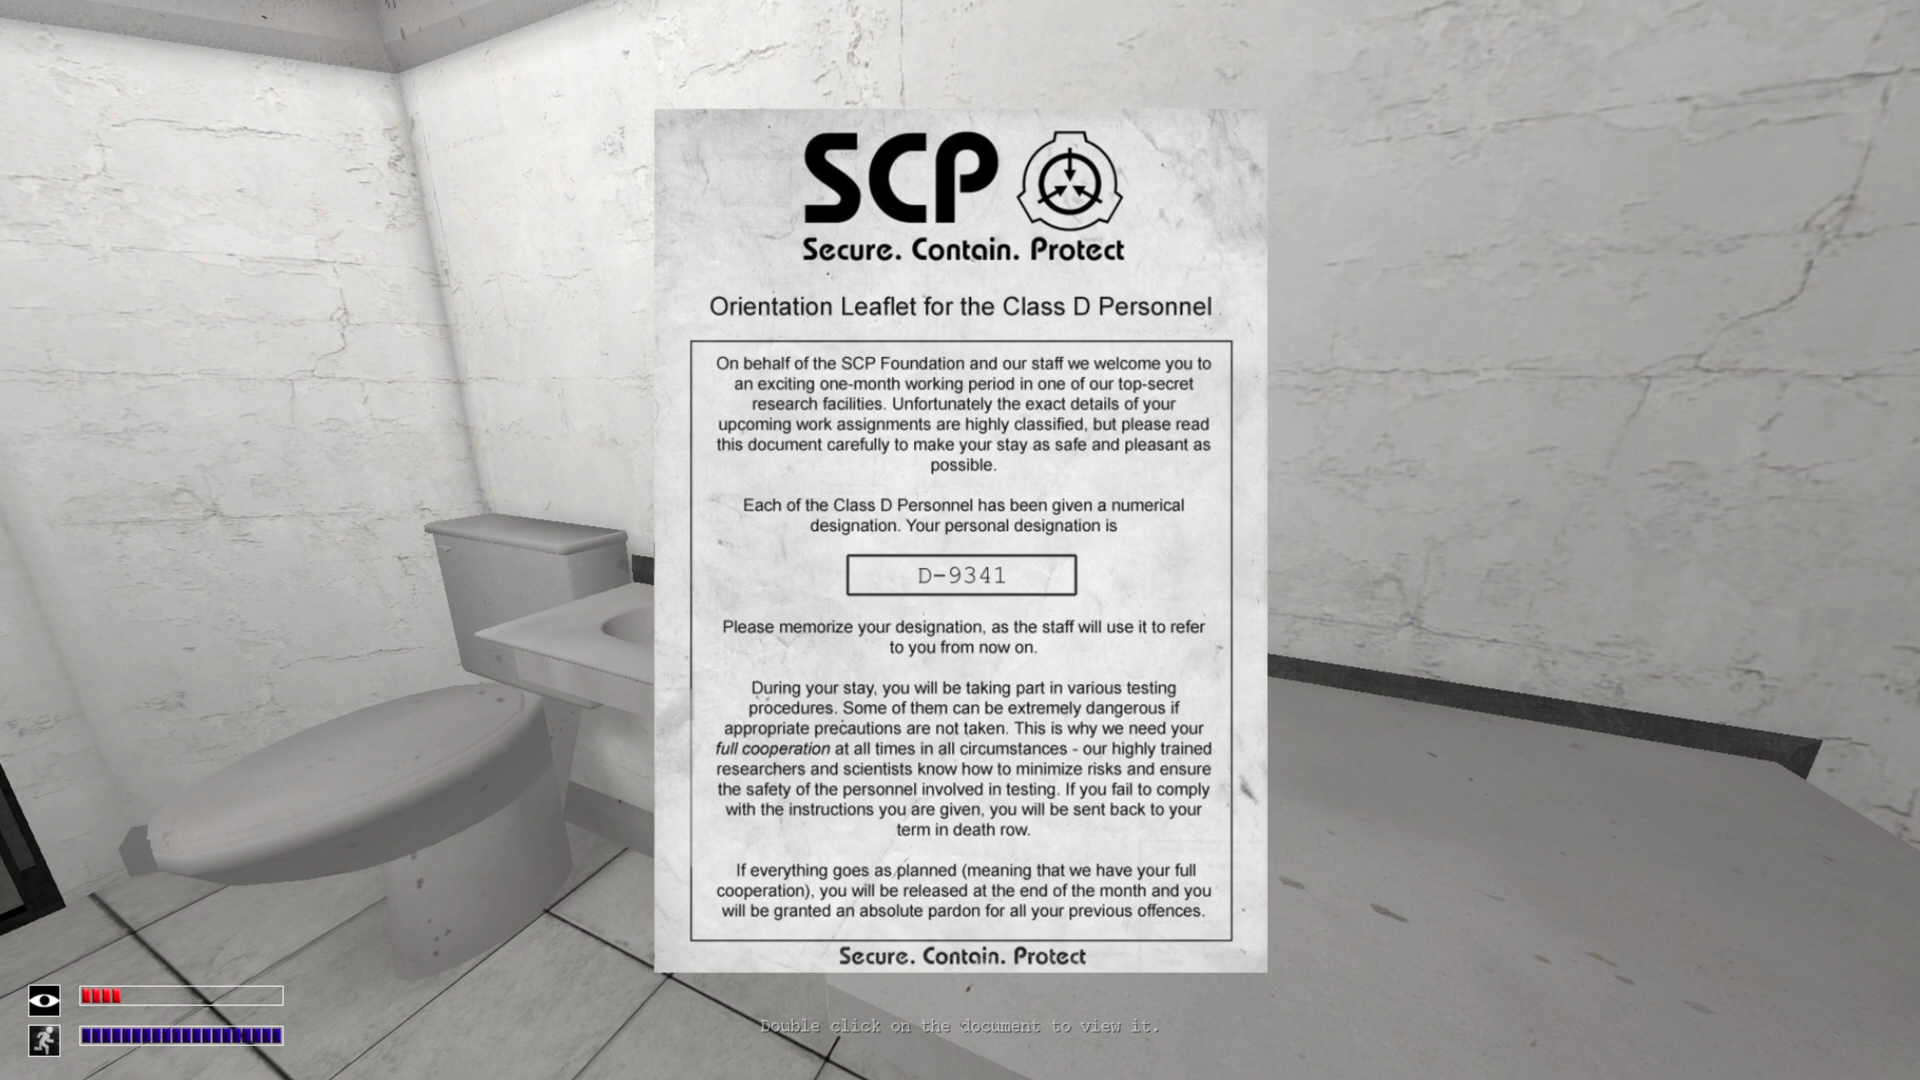 SCP
Secure. Contain. Protect
Orientation Leaflet for the Class D Personnel
On behalf of the SCP Foundation and our staff we welcome you to
an exciting one-month working period in one of our top-secret
research facilities. Unfortunately the exact details of your
upcoming work assignments are highly classified, but please read
this document carefully to make your stay as safe and pleasant as
possible.
Each of the Class D Personnel has been given a numerical
designation. Your personal designation is
D-9341
Please memorize your designation, as the staff will use it to refer
to you from now on.
During your stay, you will be taking part in various testing
procedures. Some of them can be extremely dangerous if
appropriate precautions are not taken. This is why we need your
full cooperation at all times in all circumstances - our highly trained
researchers and scientists know how to minimize risks and ensure
the safety of the personnel involved in testing. If you fail to comply
with the instructions you are given, you will be sent back to your
term in death row.
If everything goes as planned (meaning that we have your full
cooperation), you will be released at the end of the month and you
will be granted an absolute pardon for all your previous offences.
Secure. Contain. Protect
Double click on the document to view it.